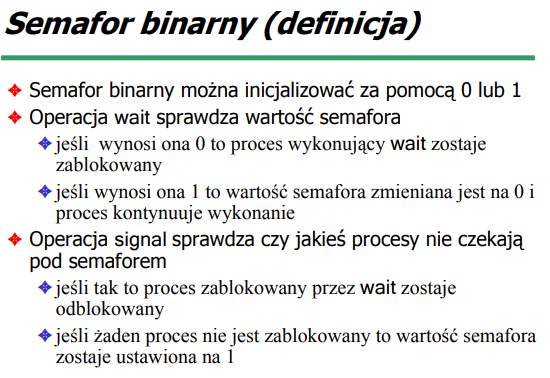 Semafor binarny (definicja)
Semafor binarny można inicjalizować za pomocą 0 lub 1
Operacja wait sprawdza wartość semafora
jeśli wynosi ona 0 to proces wykonujący wait zostaje
zablokowany
jeśli wynosi ona 1 to wartość semafora zmieniana jest na 0 i
proces kontynuuje wykonanie
Operacja signal sprawdza czy jakieś procesy nie czekają
pod semaforem
jeśli tak to proces zablokowany przez wait zostaje
odblokowany
jeśli żaden proces nie jest zablokowany to wartość semafora
zostaje ustawiona na 1